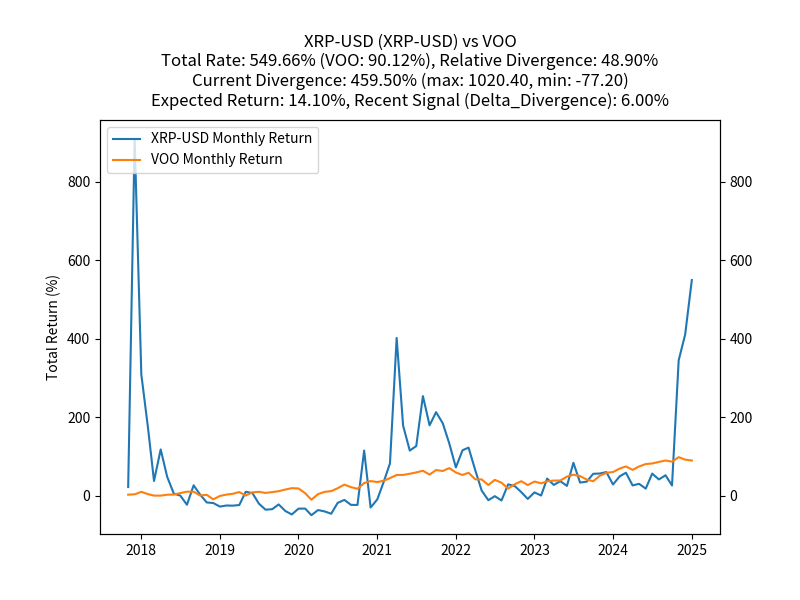 XRP-USD (XRP-USD) vs VOO
Total Rate: 549.66% (VOO: 90.12%), Relative Divergence: 48.90%
Current Divergence: 459.50% (max: 1020.40, min: -77.20)
Expected Return: 14.10%, Recent Signal (Delta_Divergence): 6.00%
XRP-USD Monthly Return
VOO Monthly Return
Total Return (%)
800
600
400
200
0
800
600
400
200
0
2018 2019 2020 2021 2022 2023 2024 2025